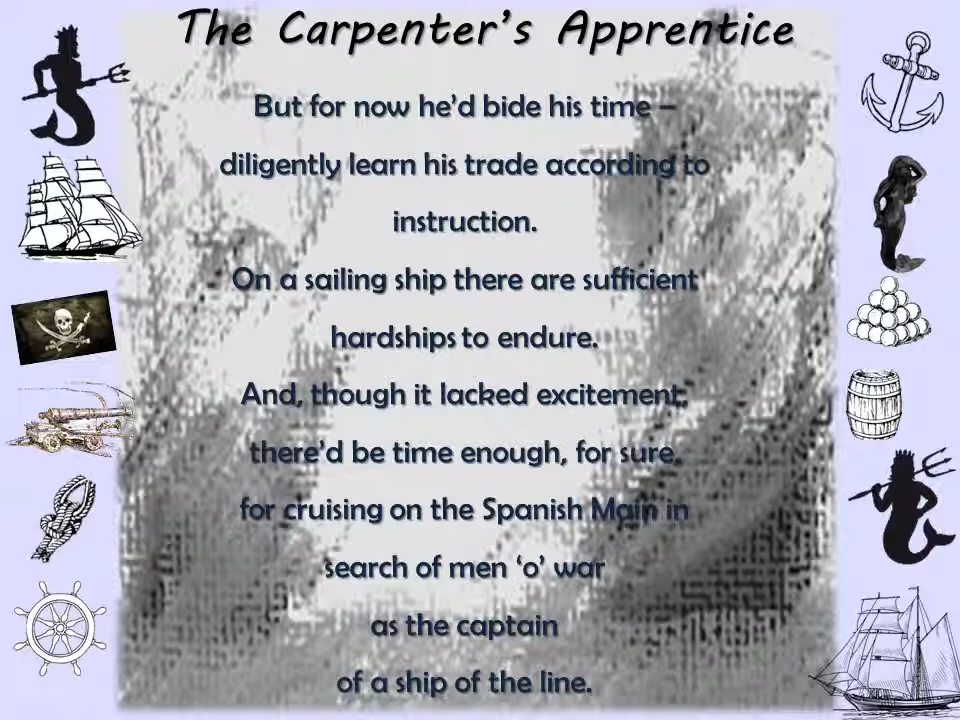 The Carpenter's Apprentice
But for now he'd bide his time –
diligently learn his trade according to
instruction.
On a sailing ship there are sufficient
hardships to endure.
And, though it lacked excitement,
there'd be time enough, for sure,
for cruising on the Spanish Main in
search of men 'o' war
as the captain
of a ship of the line.